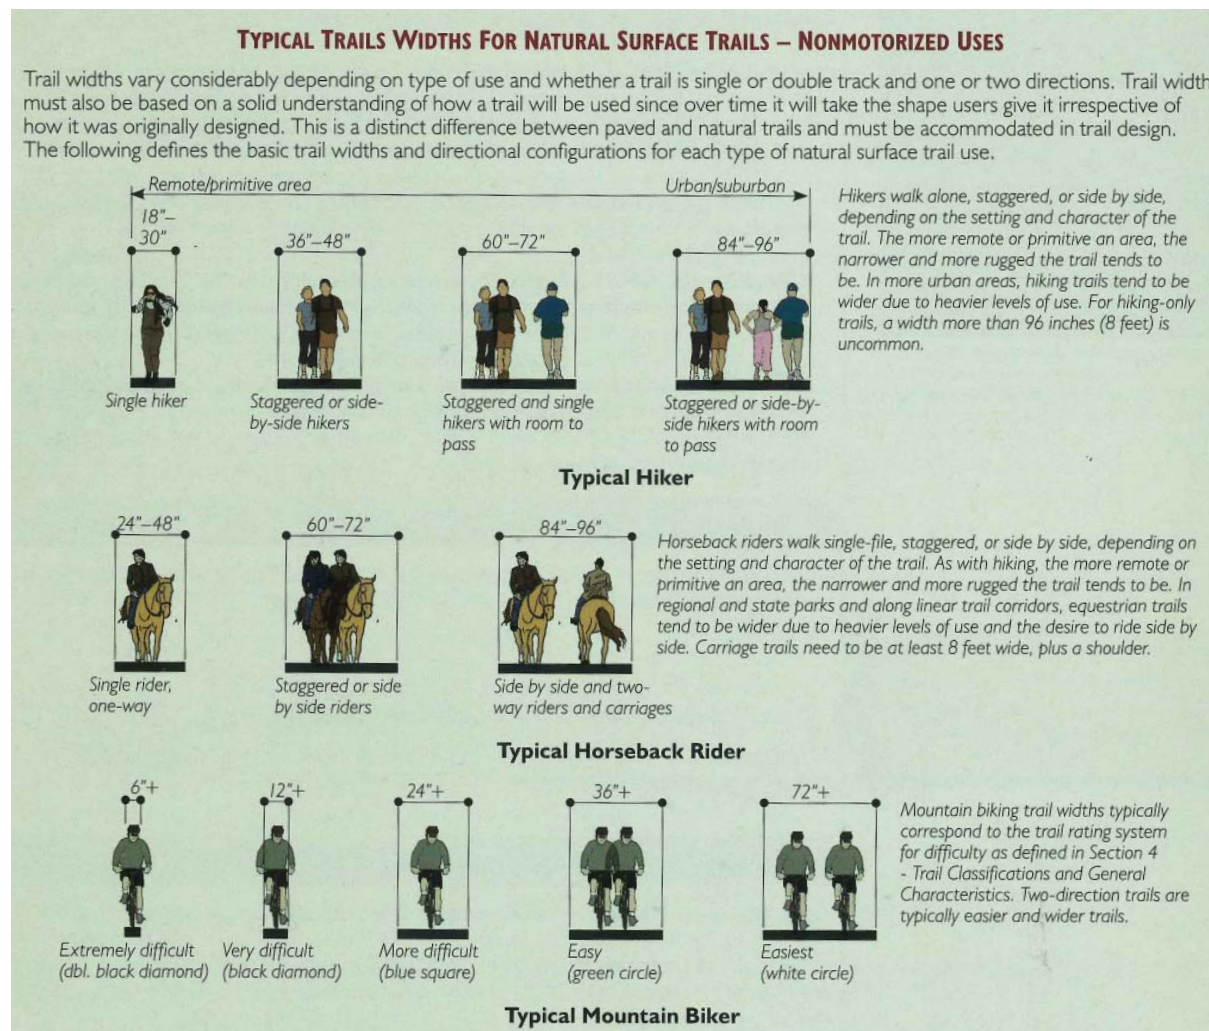 TYPICAL TRAILS WIDTHS FOR NATURAL SURFACE TRAILS – NONMOTORIZED USES
Trail widths vary considerably depending on type of use and whether a trail is single or double track and one or two directions. Trail width
must also be based on a solid understanding of how a trail will be used since over time it will take the shape users give it irrespective of
how it was originally designed. This is a distinct difference between paved and natural trails and must be accommodated in trail design.
The following defines the basic trail widths and directional configurations for each type of natural surface trail use.
Remote/primitive area
Urban/suburban
18"–
30"
36"–48"
60"–72"
84"–96"
Hikers walk alone, staggered, or side by side,
depending on the setting and character of the
trail. The more remote or primitive an area, the
narrower and more rugged the trail tends to
be. In more urban areas, hiking trails tend to be
wider due to heavier levels of use. For hiking-only
trails, a width more than 96 inches (8 feet) is
uncommon.
Single hiker
Staggered or side-
by-side hikers
Staggered and single
hikers with room to
pass
Staggered or side-by-
side hikers with room
to pass
Typical Hiker
24"–48"
60"–72"
84"–96"
Horseback riders walk single-file, staggered, or side by side, depending on
the setting and character of the trail. As with hiking, the more remote or
primitive an area, the narrower and more rugged the trail tends to be. In
regional and state parks and along linear trail corridors, equestrian trails
tend to be wider due to heavier levels of use and the desire to ride side by
side. Carriage trails need to be at least 8 feet wide, plus a shoulder.
Single rider,
one-way
Staggered or side
by side riders
Side by side and two-
way riders and carriages
Typical Horseback Rider
6"+
12"+
24"+
36"+
72"+
Mountain biking trail widths typically
correspond to the trail rating system
for difficulty as defined in Section 4
- Trail Classifications and General
Characteristics. Two-direction trails are
typically easier and wider trails.
Extremely difficult
(dbl. black diamond)
Very difficult
(black diamond)
More difficult
(blue square)
Easy
(green circle)
Easiest
(white circle)
Typical Mountain Biker